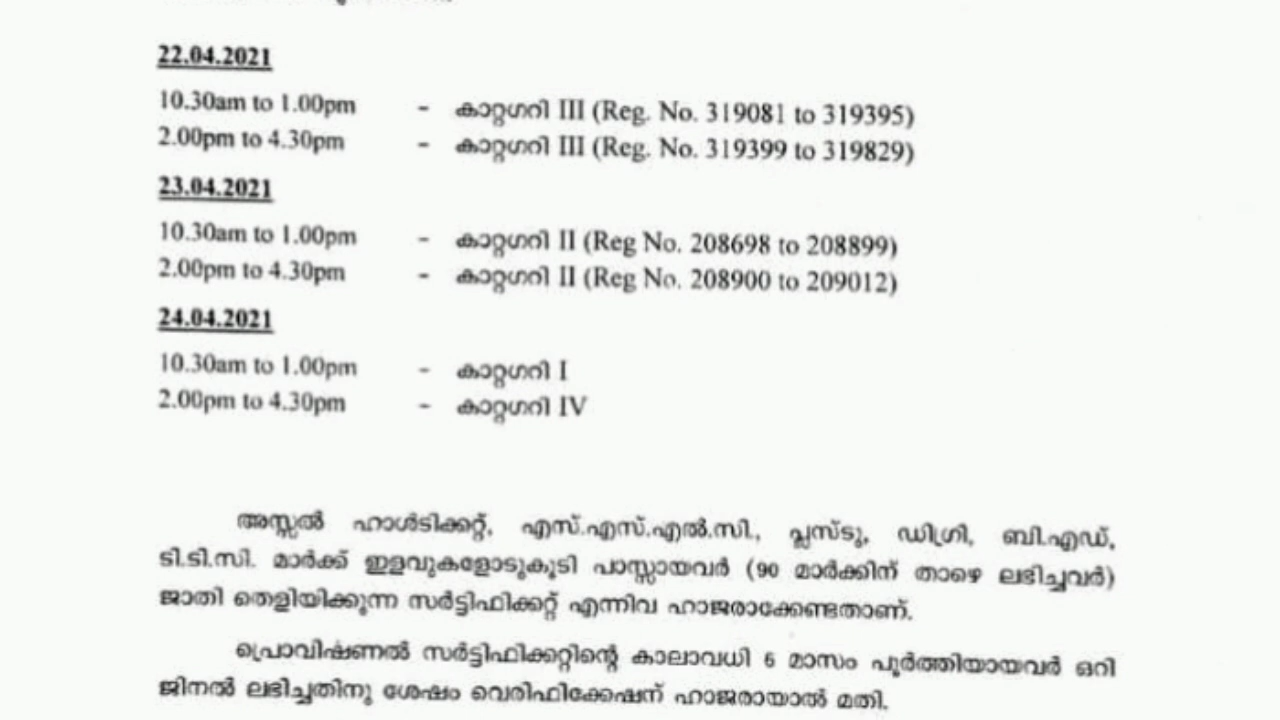 22.04.2021
10.30am to 1.00pm - കാറ്റഗറി III (Reg. No. 319081 to 319395)
2.00pm to 4.30pm - കാറ്റഗറി III (Reg. No. 319399 to 319829)
23.04.2021
10.30am to 1.00pm - കാറ്റഗറി II (Reg No. 208698 to 208899)
2.00pm to 4.30pm - കാറ്റഗറി II (Reg No. 208900 to 209012)
24.04.2021
10.30am to 1.00pm - കാറ്റഗറി I
2.00pm to 4.30pm - കാറ്റഗറി IV
അസ്സൽ ഹാൾടിക്കറ്റ്, എസ്.എസ്.എൽ.സി., പ്ലസ്ടു, ഡിഗ്രി, ബി.എഡ്,
ടി.ടി.സി. മാർക്ക് ഇളവുകളോടുകൂടി പാസ്സായവർ (90 മാർക്കിന് താഴെ ലഭിച്ചവർ)
ജാതി തെളിയിക്കുന്ന സർട്ടിഫിക്കറ്റ് എന്നിവ ഹാജരാക്കേണ്ടതാണ്.
പ്രൊവിഷണൽ സർട്ടിഫിക്കറ്റിന്റെ കാലാവധി 6 മാസം പൂർത്തിയായവർ ഒറി
ജിനൽ ലഭിച്ചതിനു ശേഷം വെരിഫിക്കേഷന് ഹാജരായാൽ മതി.